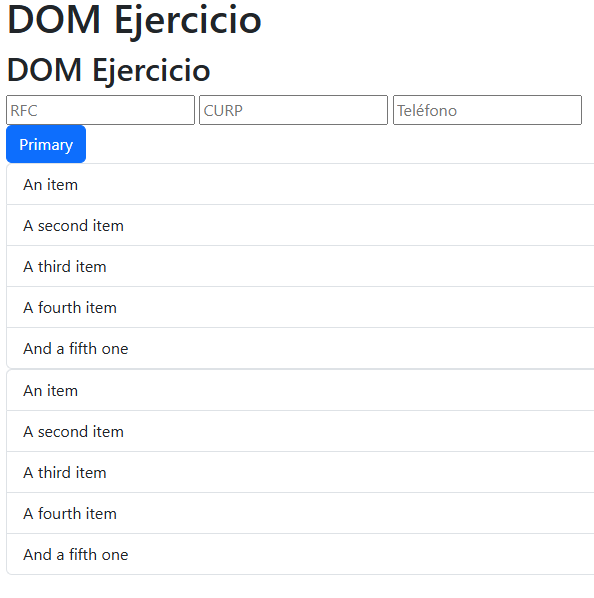 DOM Ejercicio
DOM Ejercicio
RFC CURP Teléfono
Primary
An item
A second item
A third item
A fourth item
And a fifth one
An item
A second item
A third item
A fourth item
And a fifth one